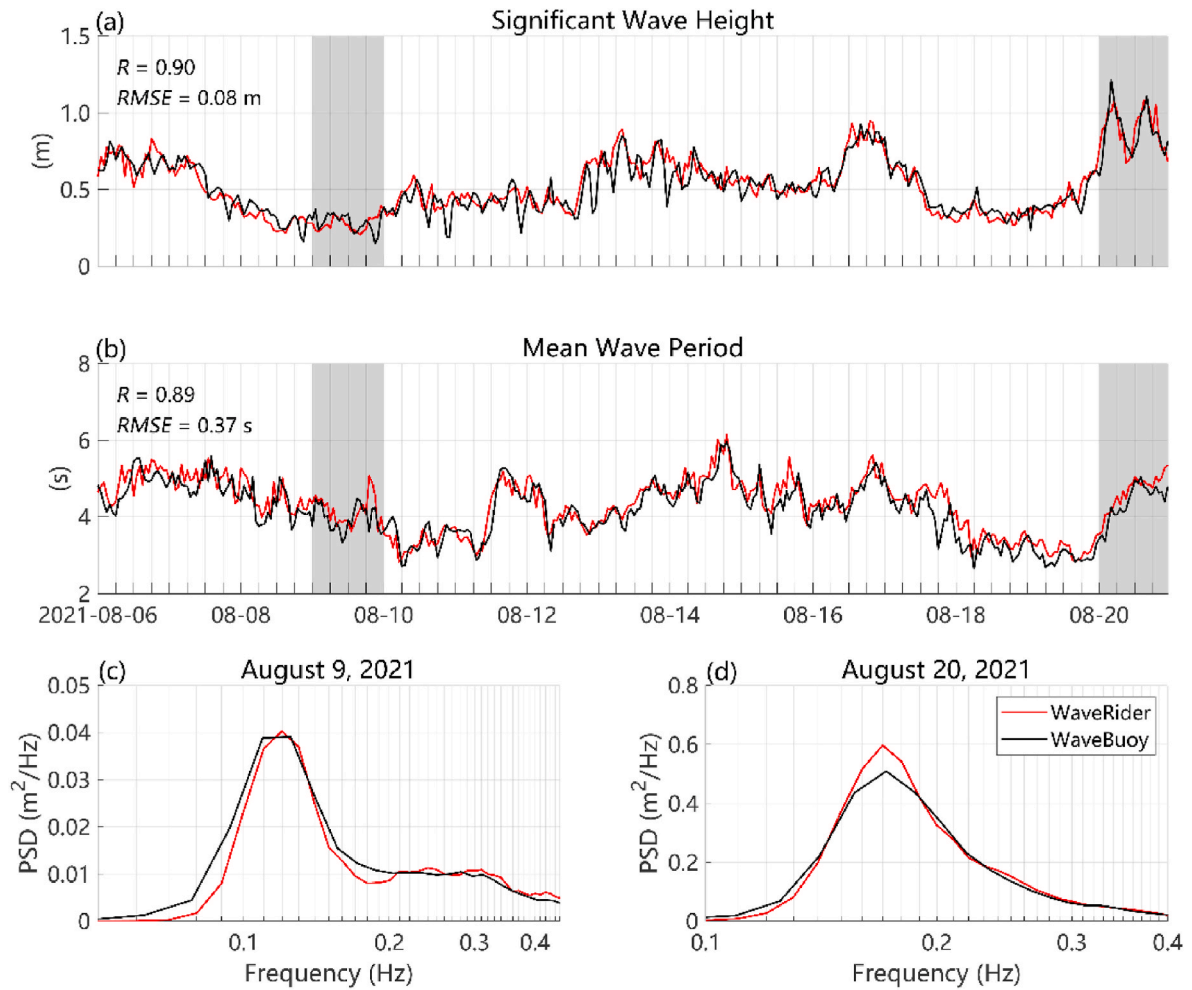 (a)
Significant Wave Height
1.5
1.0
0.5
0
(m)
R = 0.90
RMSE = 0.08 m
(b)
Mean Wave Period
8
6
4
2
(s)
R = 0.89
RMSE = 0.37 s
2021-08-06 08-08 08-10 08-12 08-14 08-16 08-18 08-20
(c)
August 9, 2021
0.05
0.04
0.03
0.02
0.01
0
PSD (m²/Hz)
0.1 0.2 0.3 0.4
Frequency (Hz)
(d)
August 20, 2021
0.8
0.6
0.4
0.2
0
PSD (m²/Hz)
WaveRider
WaveBuoy
0.1 0.2 0.3 0.4
Frequency (Hz)